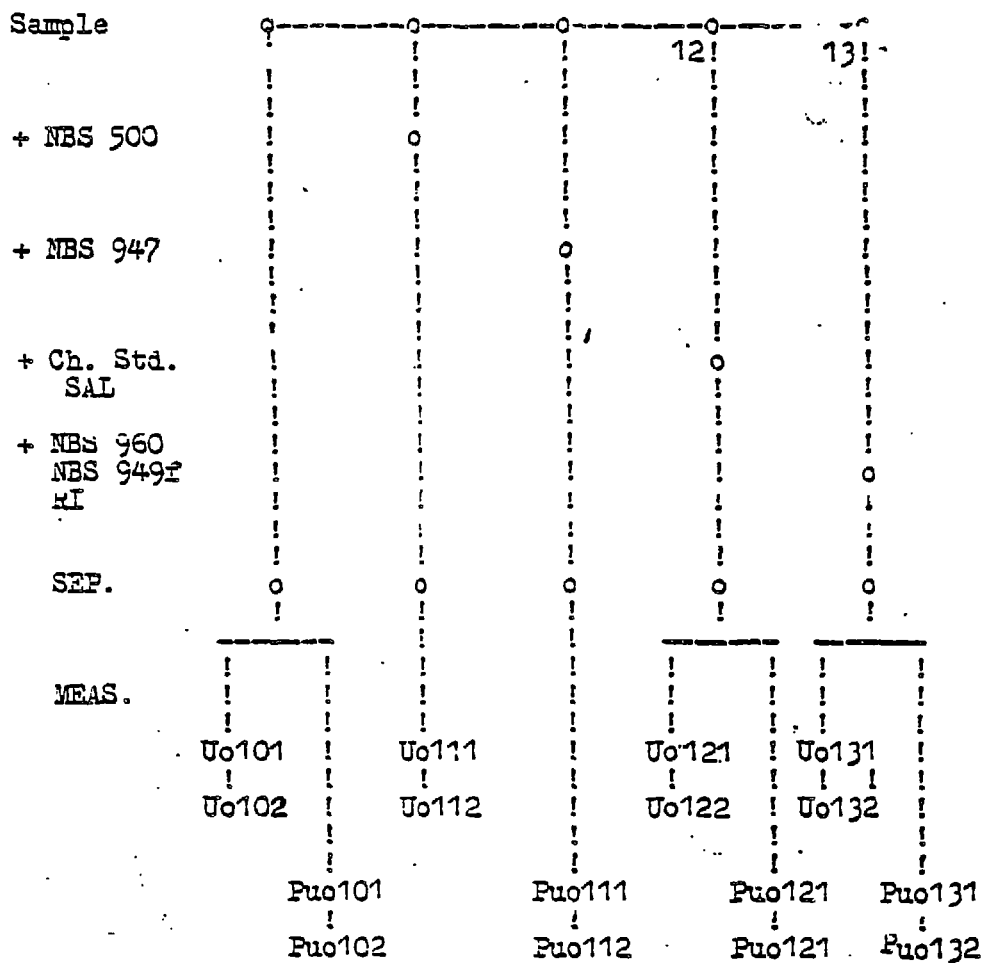 Sample
12 13
+ NBS 500
+ NBS 947
+ Ch. Std.
SAL
+ NBS 960
NBS 949f
RI
SEP.
MEAS.
Uo101 Uo111 Uo121 Uo131
Uo102 Uo112 Uo122 Uo132
Puo101 Puo111 Puo121 Puo131
Puo102 Puo112 Puo121 Puo132